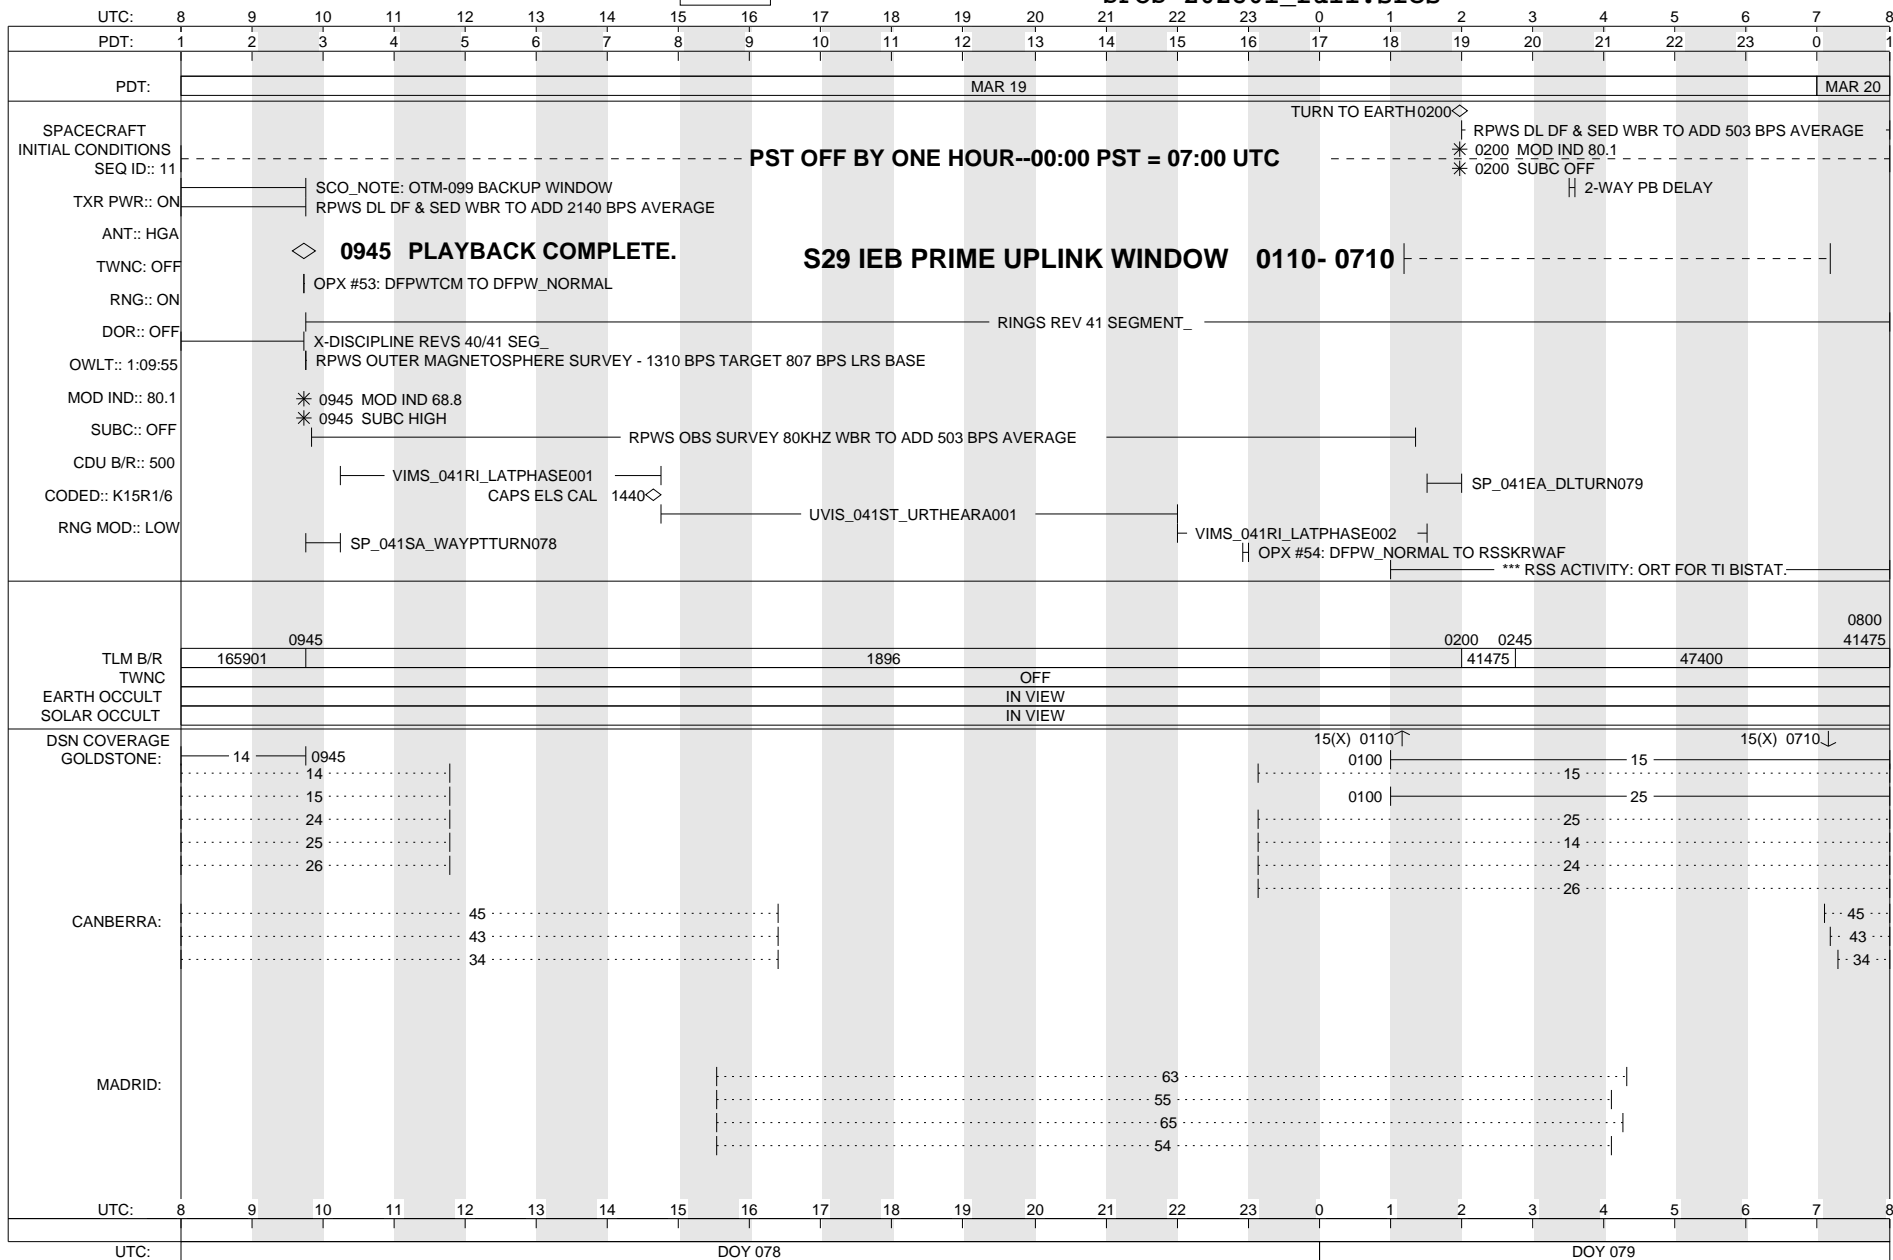 UTC: 8 9 10 11 12 13 14 15 16 17 18 19 20 21 22 23 0 1 2 3 4 5 6 7 8
PDT: 1 2 3 4 5 6 7 8 9 10 11 12 13 14 15 16 17 18 19 20 21 22 23 0 1
PDT: MAR 19 MAR 20
TURN TO EARTH 0200
SPACECRAFT
INITIAL CONDITIONS
RPWS DL DF & SED WBR TO ADD 503 BPS AVERAGE
0200 MOD IND 80.1
PST OFF BY ONE HOUR--00:00 PST = 07:00 UTC
SEQ ID:: 11
0200 SUBC OFF
SCO_NOTE: OTM-099 BACKUP WINDOW
2-WAY PB DELAY
TXR PWR:: ON
RPWS DL DF & SED WBR TO ADD 2140 BPS AVERAGE
ANT:: HGA
0945 PLAYBACK COMPLETE.
S29 IEB PRIME UPLINK WINDOW 0110- 0710
TWNC: OFF
OPX #53: DFPWTCM TO DFPW_NORMAL
RNG:: ON
RINGS REV 41 SEGMENT_
DOR:: OFF
X-DISCIPLINE REVS 40/41 SEG_
RPWS OUTER MAGNETOSPHERE SURVEY - 1310 BPS TARGET 807 BPS LRS BASE
OWLT:: 1:09:55
MOD IND:: 80.1
0945 MOD IND 68.8
0945 SUBC HIGH
SUBC:: OFF
RPWS OBS SURVEY 80KHZ WBR TO ADD 503 BPS AVERAGE
CDU B/R:: 500
VIMS_041RI_LATPHASE001
SP_041EA_DLTURN079
CODED:: K15R1/6
CAPS ELS CAL 1440
UVIS_041ST_URTHEARA001
RNG MOD:: LOW
VIMS_041RI_LATPHASE002
SP_041SA_WAYPTTURN078
OPX #54: DFPW_NORMAL TO RSSKRWAF
*** RSS ACTIVITY: ORT FOR TI BISTAT.
0800
0945 0200 0245 41475
TLM B/R 165901 1896 41475 47400
TWNC OFF
EARTH OCCULT IN VIEW
SOLAR OCCULT IN VIEW
DSN COVERAGE 15(X) 0110 15(X) 0710
GOLDSTONE: 14 0945 0100 15
14 15
15 0100 25
24 25
25 14
26 24
26
CANBERRA: 45 45
43 43
34 34
MADRID: 63
55
65
54
UTC: 8 9 10 11 12 13 14 15 16 17 18 19 20 21 22 23 0 1 2 3 4 5 6 7 8
UTC: DOY 078 DOY 079